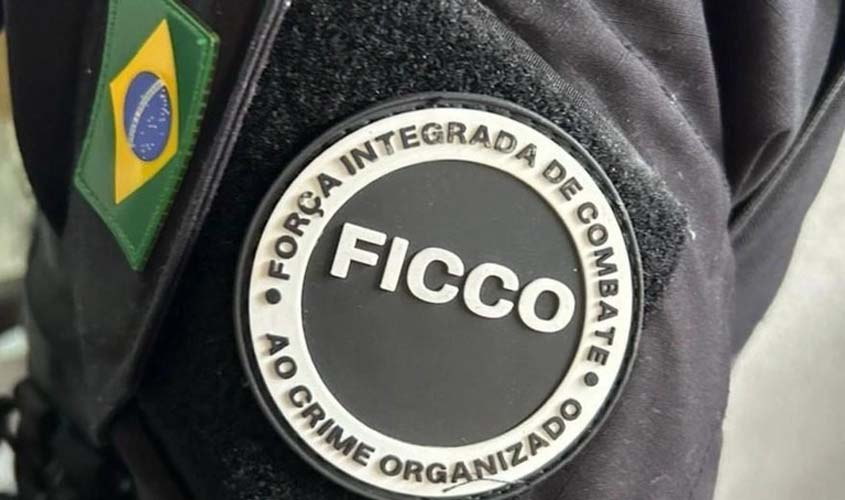 FORÇA INTEGRADA DE COMBATE
FICCO
AO CRIME ORGANIZADO